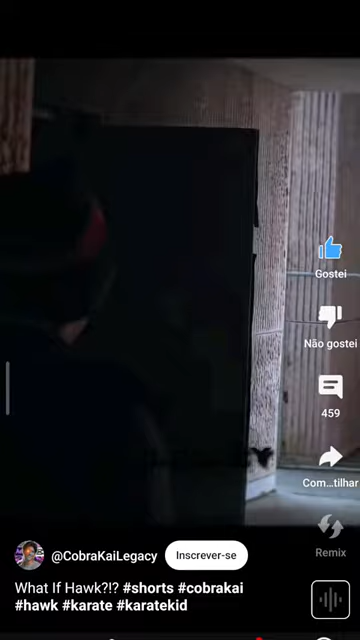 Gostei
Não gostei
459
Com...tilhar
Remix
@CobraKaiLegacy
Inscrever-se
What If Hawk?!? #shorts #cobrakai
#hawk #karate #karatekid